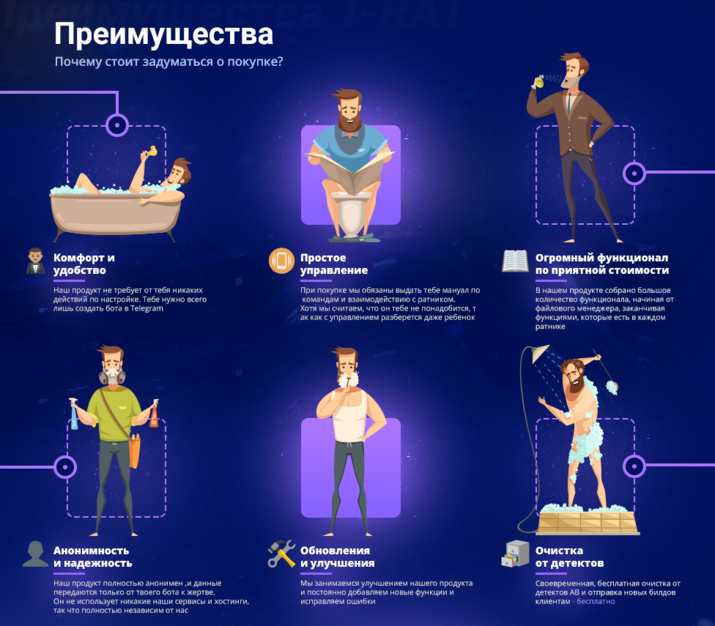 Преимущества T-RAT
Преимущества
Почему стоит задуматься о покупке?
Комфорт и
удобство
Наш продукт не требует от тебя никаких
действий по настройке. Тебе нужно всего
лишь создать бота в Telegram
Простое
управление
При покупке мы обязаны выдать тебе мануал по
командам и взаимодействию с ратником.
Хотя мы считаем, что он тебе не понадобится, т
ак как с управлением разберется даже ребенок
Огромный функционал
по приятной стоимости
В нашем продукте собрано большое
количество функционала, начиная от
файлового менеджера, заканчивая
функциями, которые есть в каждом
ратнике
Анонимность
и надежность
Наш продукт полностью анонимен ,и данные
передаются только от твоего бота к жертве.
Он не использует никакие наши сервисы и хостинги,
так что полностью независим от нас
Обновления
и улучшения
Мы занимаемся улучшением нашего продукта
и постоянно добавляем новые функции и
исправляем ошибки
Очистка
от детектов
Своевременная, бесплатная очистка от
детектов АВ и отправка новых билдов
клиентам - бесплатно